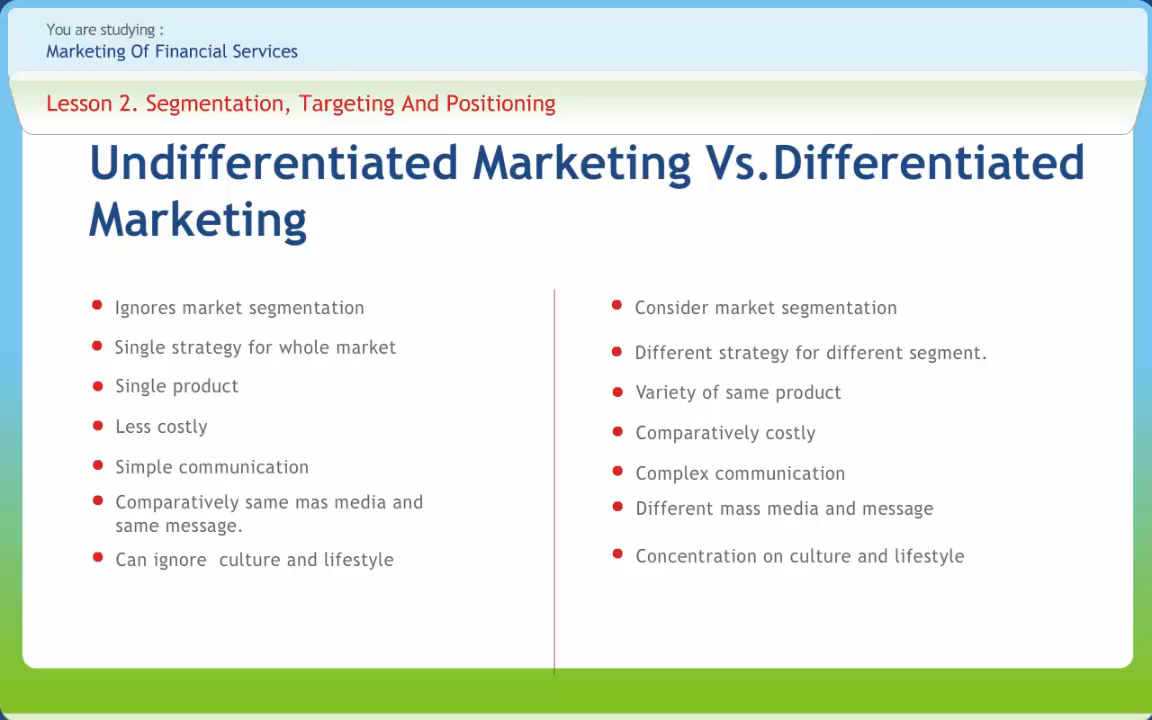 You are studying :
Marketing Of Financial Services
Lesson 2. Segmentation, Targeting And Positioning
Undifferentiated Marketing Vs.Differentiated
Marketing
Ignores market segmentation
Single strategy for whole market
Single product
Less costly
Simple communication
Comparatively same mas media and
same message.
Can ignore culture and lifestyle
Consider market segmentation
Different strategy for different segment.
Variety of same product
Comparatively costly
Complex communication
Different mass media and message
Concentration on culture and lifestyle